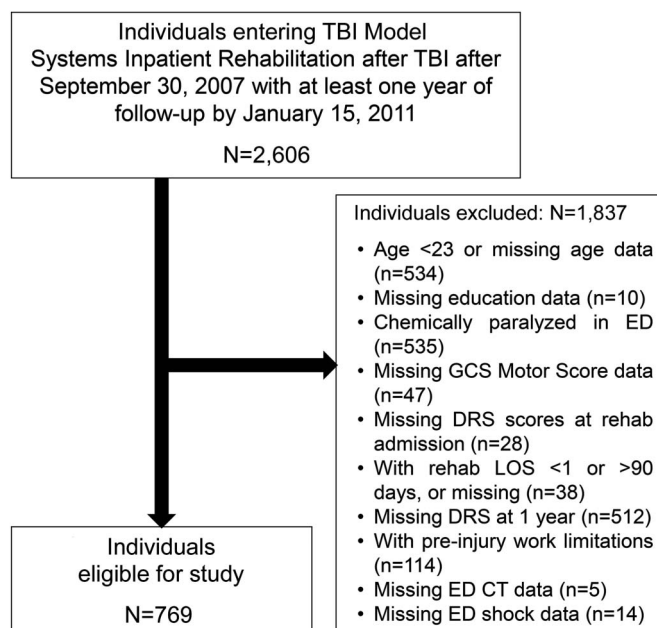 Individuals entering TBI Model
Systems Inpatient Rehabilitation after TBI after
September 30, 2007 with at least one year of
follow-up by January 15, 2011
N=2,606
Individuals excluded: N=1,837
• Age <23 or missing age data
(n=534)
• Missing education data (n=10)
• Chemically paralyzed in ED
(n=535)
• Missing GCS Motor Score data
(n=47)
• Missing DRS scores at rehab
admission (n=28)
• With rehab LOS <1 or >90
days, or missing (n=38)
• Missing DRS at 1 year (n=512)
• With pre-injury work limitations
(n=114)
• Missing ED CT data (n=5)
• Missing ED shock data (n=14)
Individuals
eligible for study
N=769